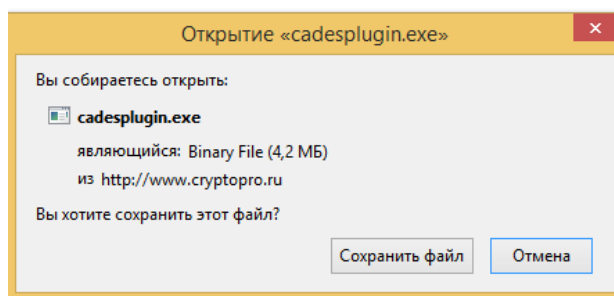 Открытие «cadesplugin.exe»
Вы собираетесь открыть:
cadesplugin.exe
являющийся: Binary File (4,2 МБ)
из http://www.cryptopro.ru
Вы хотите сохранить этот файл?
Сохранить файл Отмена